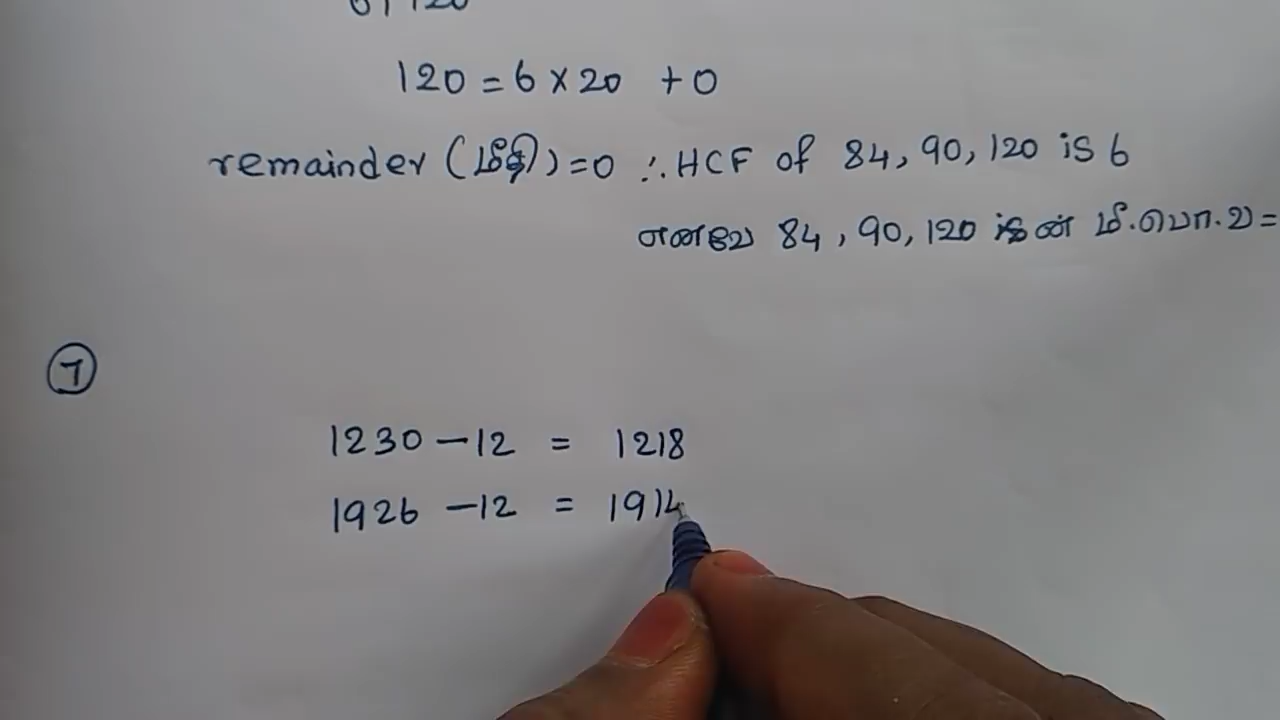 120 = 6 × 20 + 0
remainder (மீதி) = 0 ∴ HCF of 84, 90, 120 is 6
எனவே 84, 90, 120 ன் மீ.பொ.வ =
7
1230 – 12 = 1218
1926 – 12 = 1914